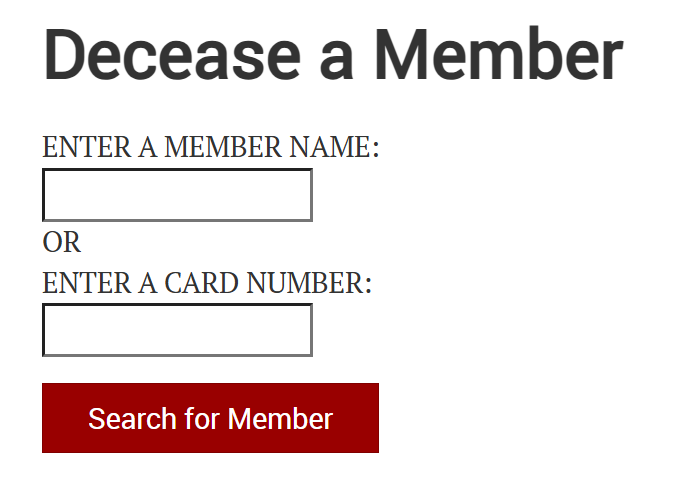 Decease a Member
ENTER A MEMBER NAME:
OR
ENTER A CARD NUMBER:
Search for Member